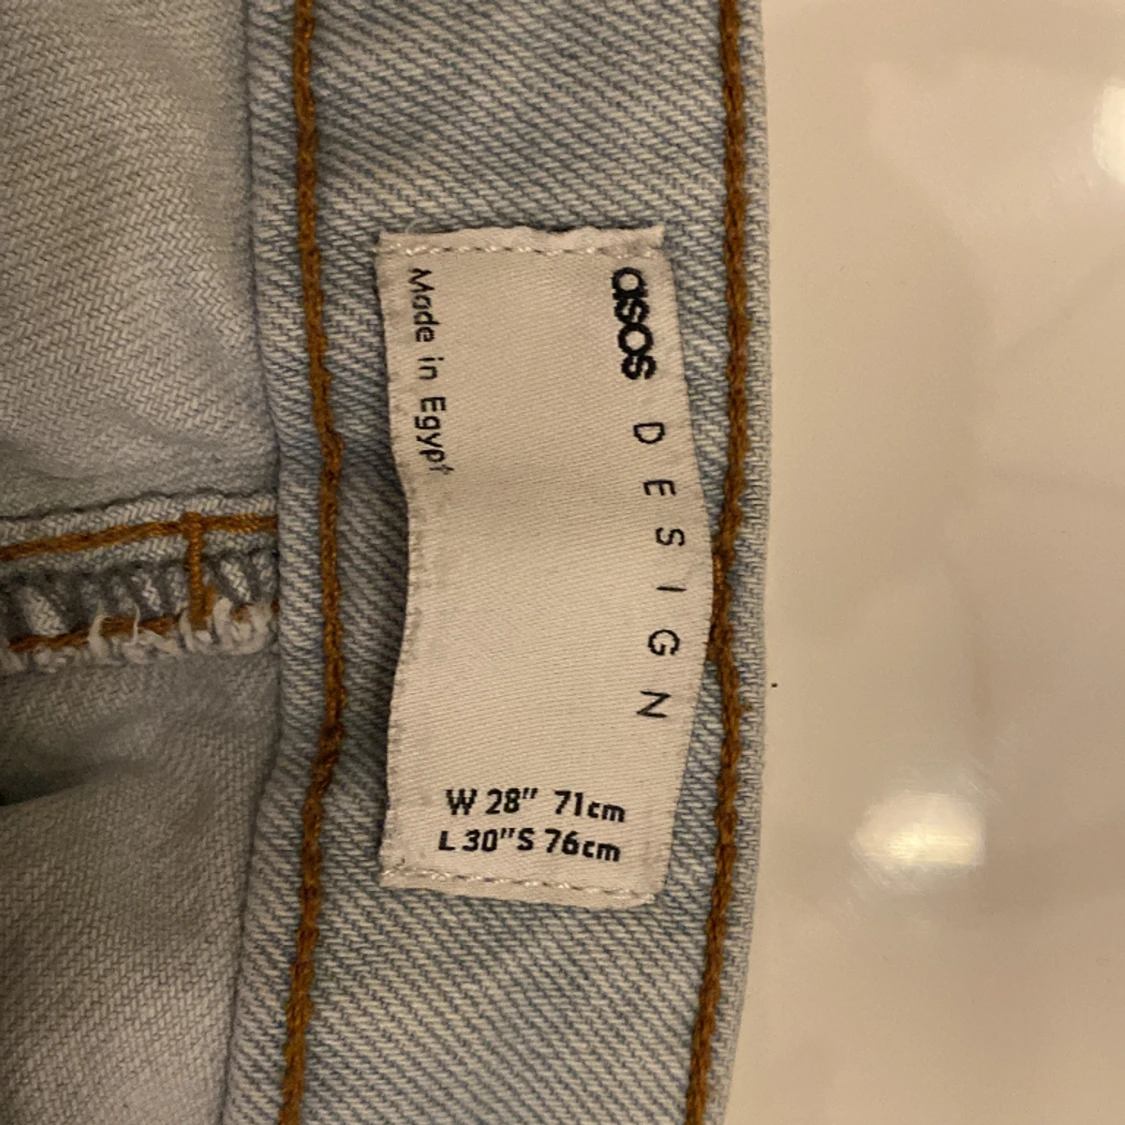 asos DESIGN
Made in Egypt
W 28" 71cm
L 30"S 76cm